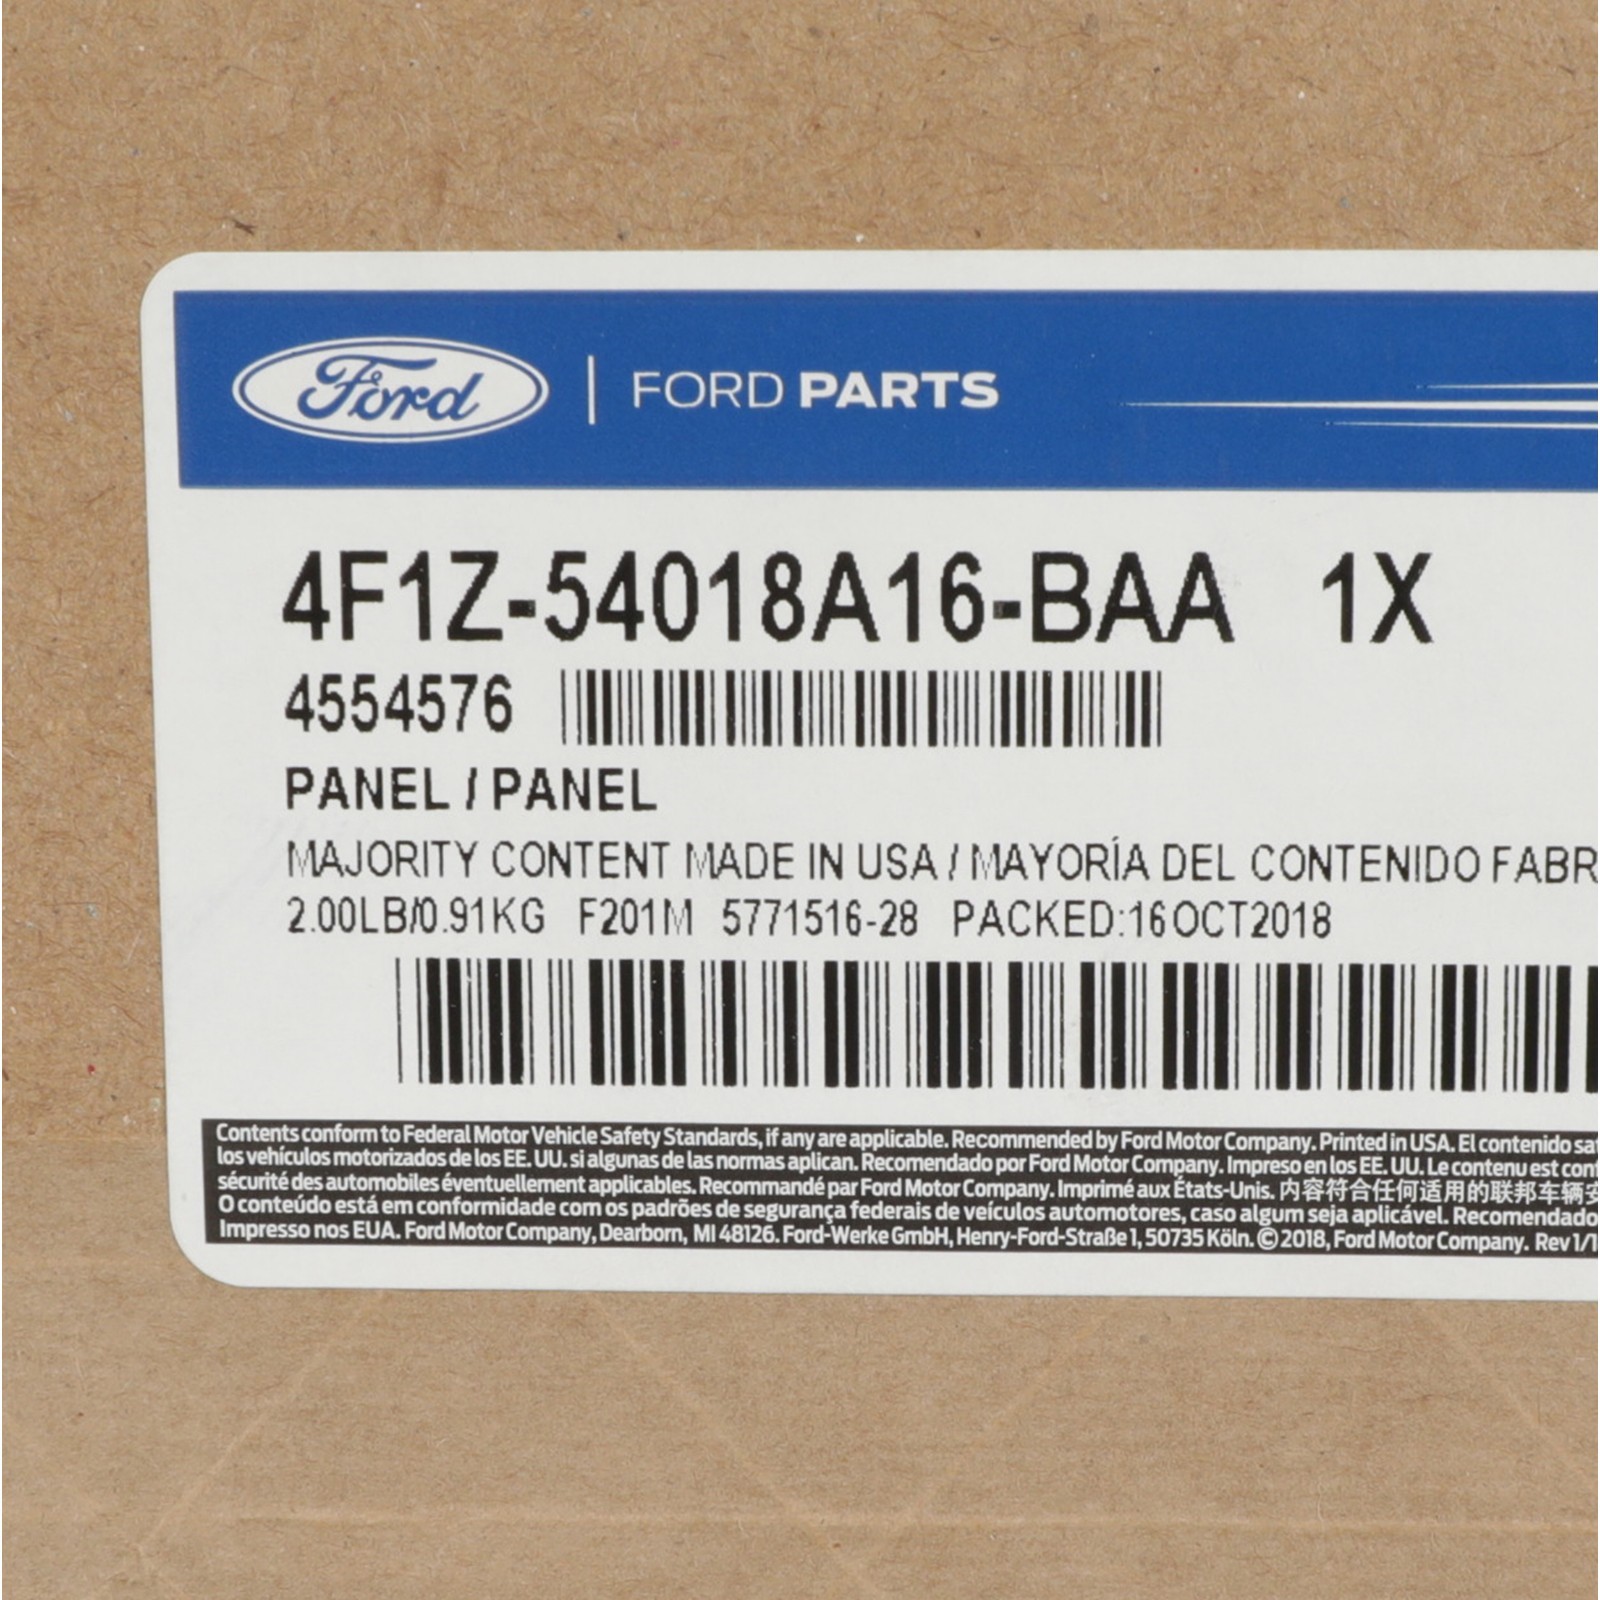 Ford | FORD PARTS
4F1Z-54018A16-BAA 1X
4554576
PANEL / PANEL
MAJORITY CONTENT MADE IN USA / MAYORÍA DEL CONTENIDO FABR
2.00LB/0.91KG F201M 5771516-28 PACKED:16OCT2018
Contents conform to Federal Motor Vehicle Safety Standards, if any are applicable. Recommended by Ford Motor Company. Printed in USA. El contenido sat
los vehículos motorizados de los EE. UU. si algunas de las normas aplican. Recomendado por Ford Motor Company. Impreso en los EE. UU. Le contenu est conf
sécurité des automobiles éventuellement applicables. Recommandé par Ford Motor Company. Imprimé aux États-Unis. 内容符合任何适用的联邦车辆安
O conteúdo está em conformidade com os padrões de segurança federais de veículos automotores, caso algum seja aplicável. Recomendado
Impresso nos EUA. Ford Motor Company, Dearborn, MI 48126. Ford-Werke GmbH, Henry-Ford-Straße 1, 50735 Köln. © 2018, Ford Motor Company. Rev 1/1